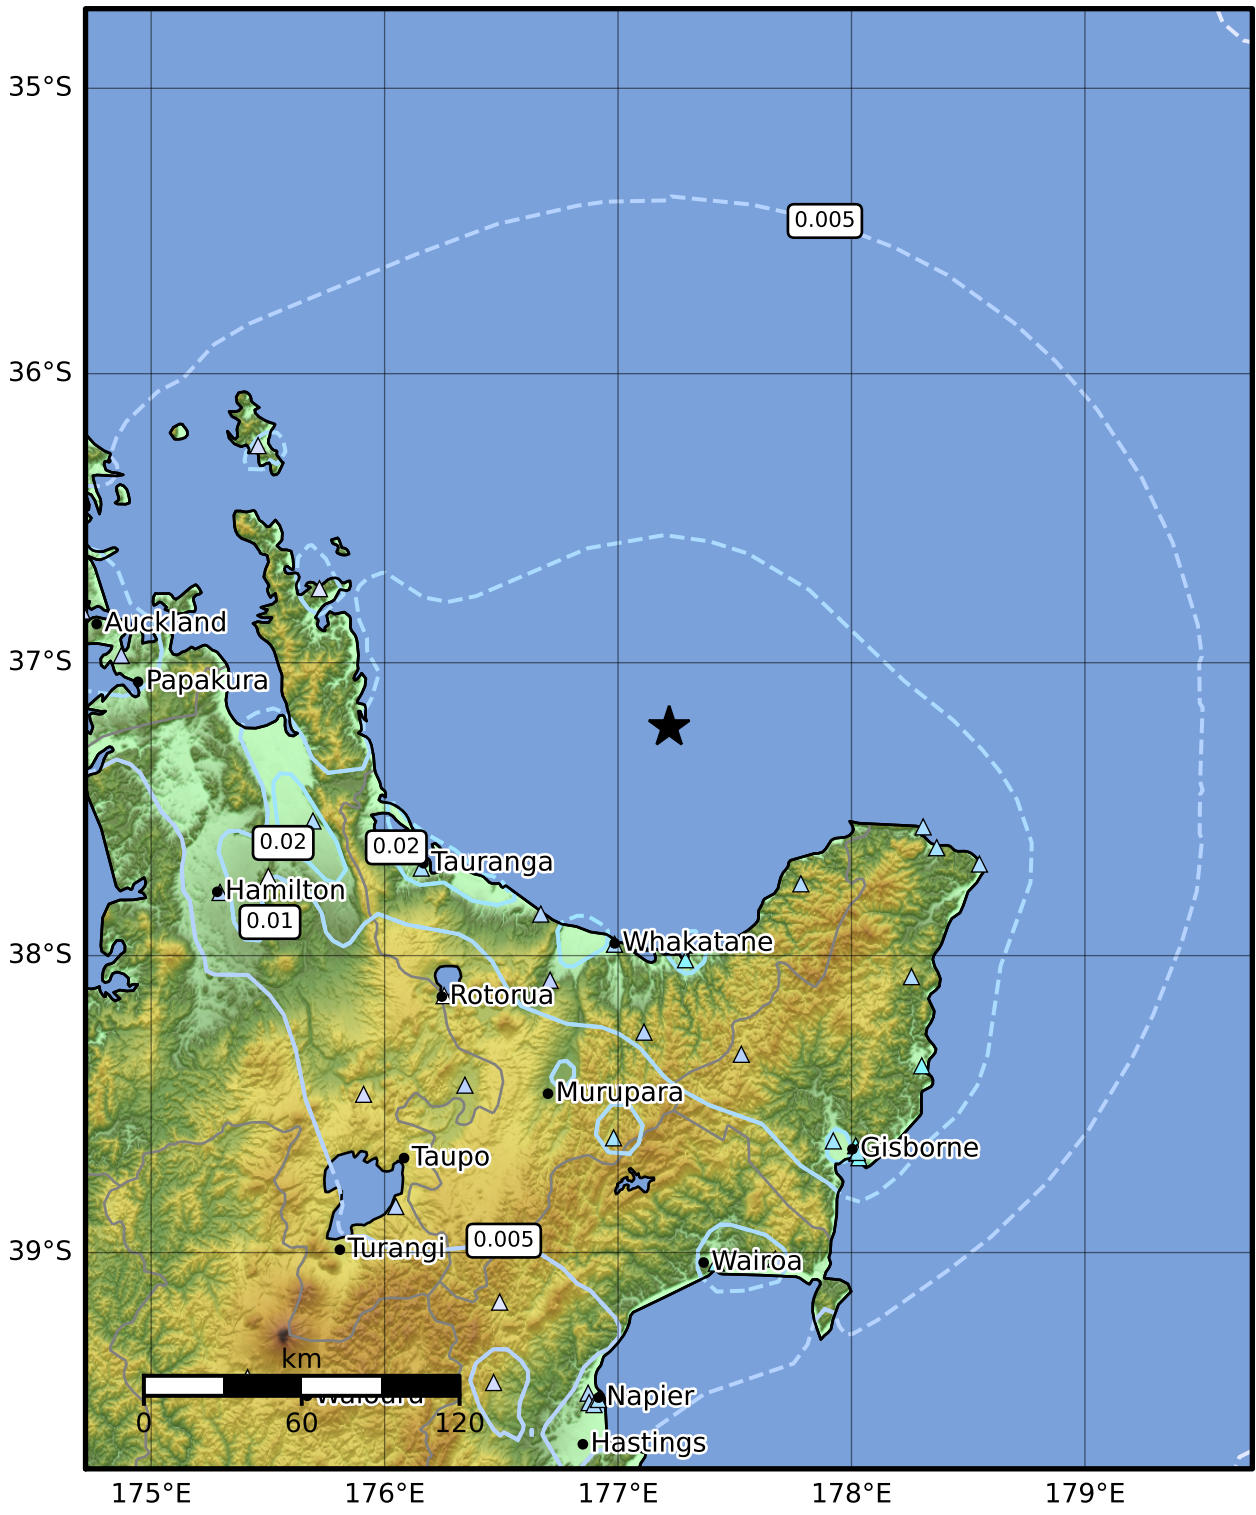 35°S
0.005
36°S
Auckland
37°S
Papakura
0.02
0.02
Tauranga
Hamilton
0.01
Whakatane
38°S
Rotorua
Murupara
Gisborne
Taupo
0.005
Turangi
39°S
Wairoa
km
Napier
0
60
120
Hastings
175°E
176°E
177°E
178°E
179°E